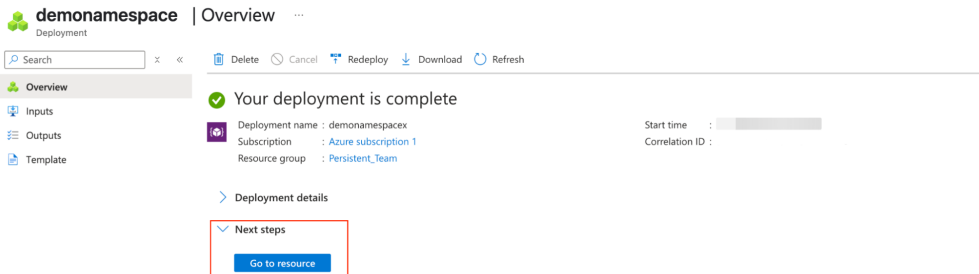 demonamespace | Overview ...
Deployment
Search
Overview
Inputs
Outputs
Template
Delete Cancel Redeploy Download Refresh
Your deployment is complete
Deployment name : demonamespacex
Subscription : Azure subscription 1
Resource group : Persistent_Team
Start time :
Correlation ID :
Deployment details
Next steps
Go to resource